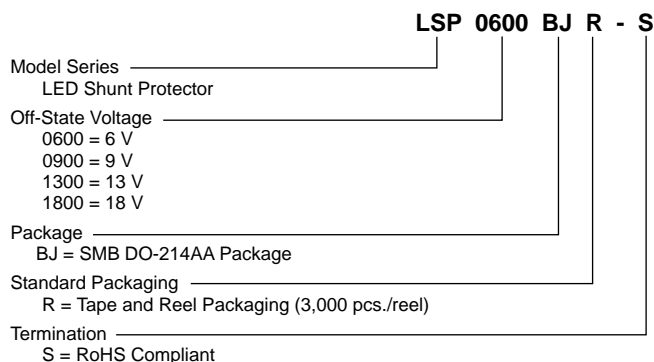 LSP 0600 BJ R - S
Model Series
LED Shunt Protector
Off-State Voltage
0600 = 6 V
0900 = 9 V
1300 = 13 V
1800 = 18 V
Package
BJ = SMB DO-214AA Package
Standard Packaging
R = Tape and Reel Packaging (3,000 pcs./reel)
Termination
S = RoHS Compliant